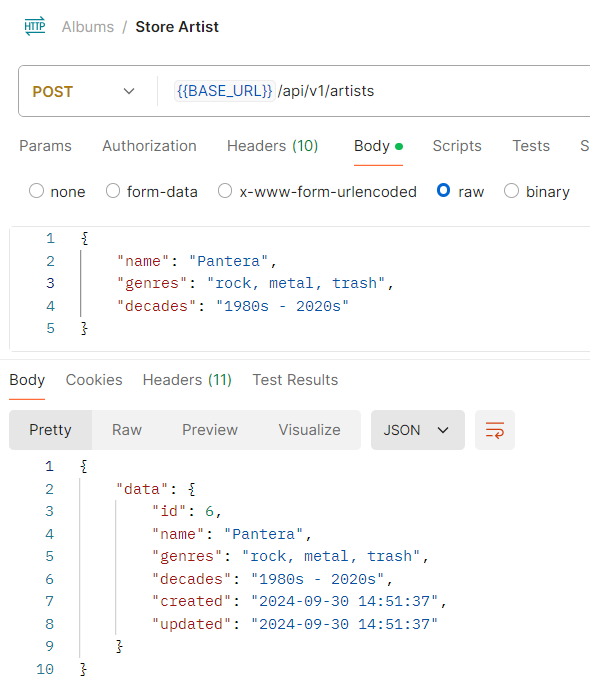 HTTP Albums / Store Artist
POST {{BASE_URL}} /api/v1/artists
Params Authorization Headers (10) Body Scripts Tests S
none form-data x-www-form-urlencoded raw binary
1 {
2 "name": "Pantera",
3 "genres": "rock, metal, trash",
4 "decades": "1980s - 2020s"
5 }
Body Cookies Headers (11) Test Results
Pretty Raw Preview Visualize JSON
1 {
2 "data": {
3 "id": 6,
4 "name": "Pantera",
5 "genres": "rock, metal, trash",
6 "decades": "1980s - 2020s",
7 "created": "2024-09-30 14:51:37",
8 "updated": "2024-09-30 14:51:37"
9 }
10 }